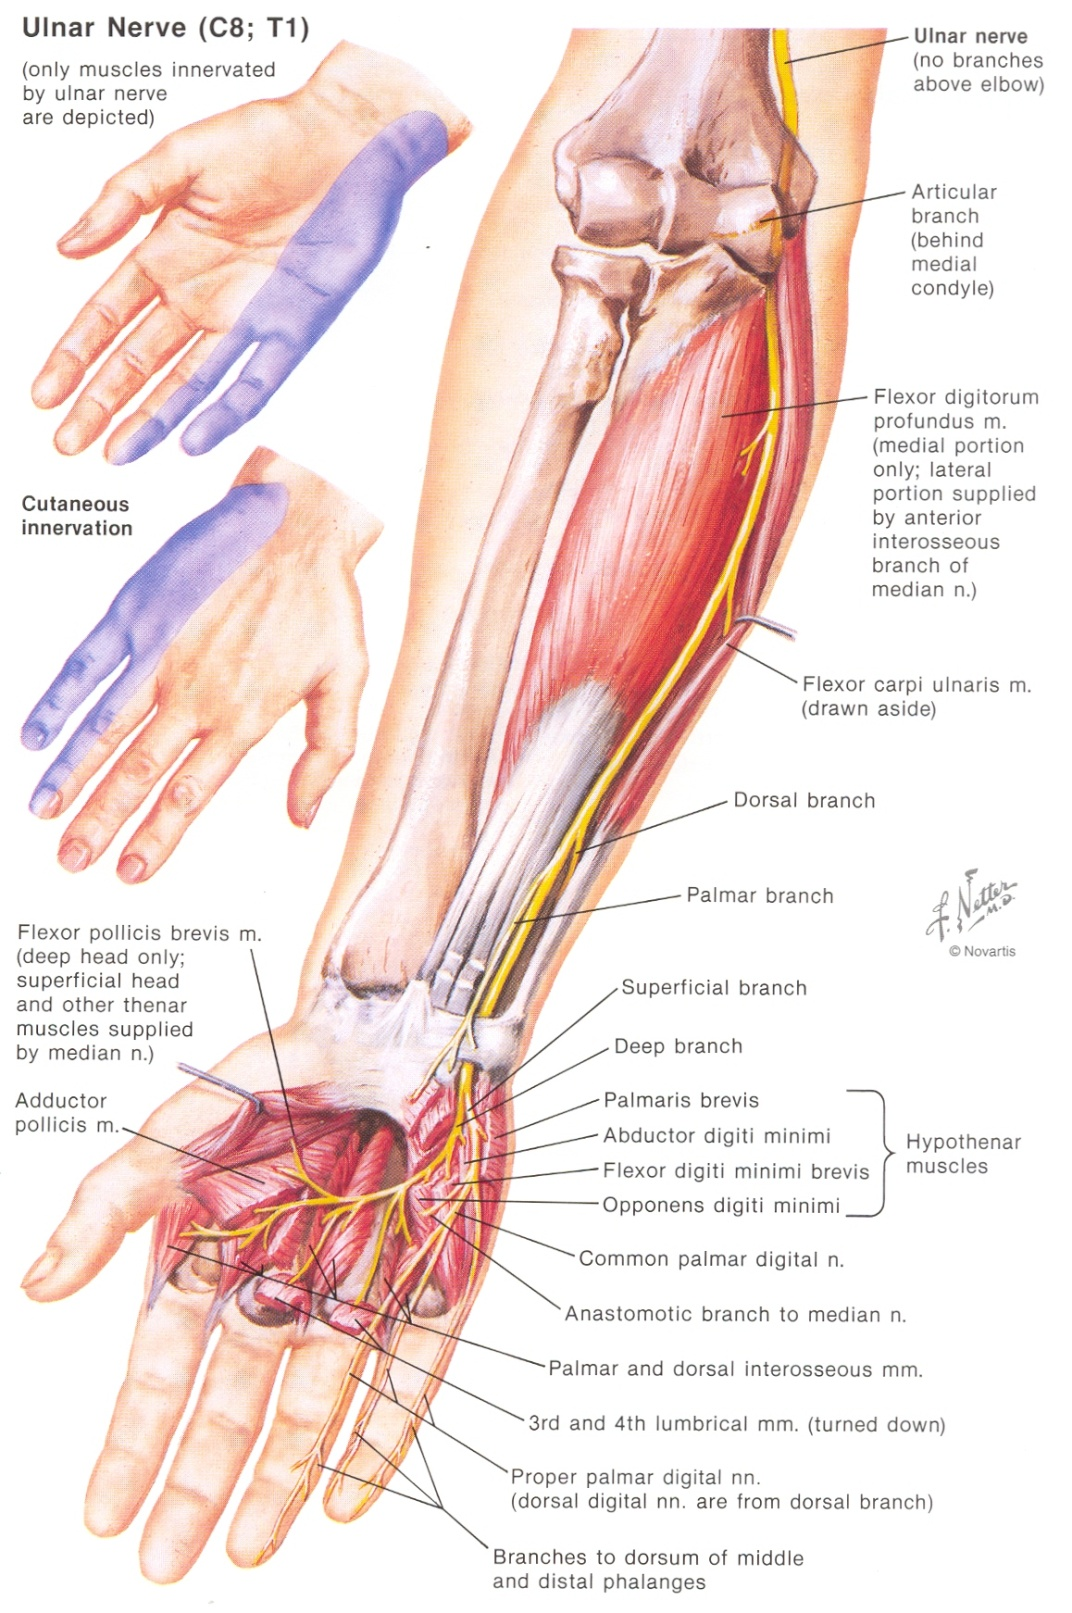 Ulnar Nerve (C8; T1)
(only muscles innervated
by ulnar nerve
are depicted)
Ulnar nerve
(no branches
above elbow)
Articular
branch
(behind
medial
condyle)
Flexor digitorum
profundus m.
(medial portion
only; lateral
portion supplied
by anterior
interosseous
branch of
median n.)
Cutaneous
innervation
Flexor carpi ulnaris m.
(drawn aside)
Dorsal branch
Palmar branch
F. Netter
M.D.
© Novartis
Flexor pollicis brevis m.
(deep head only;
superficial head
and other thenar
muscles supplied
by median n.)
Adductor
pollicis m.
Superficial branch
Deep branch
Palmaris brevis
Abductor digiti minimi
Flexor digiti minimi brevis
Opponens digiti minimi
Hypothenar
muscles
Common palmar digital n.
Anastomotic branch to median n.
Palmar and dorsal interosseous mm.
3rd and 4th lumbrical mm. (turned down)
Proper palmar digital nn.
(dorsal digital nn. are from dorsal branch)
Branches to dorsum of middle
and distal phalanges